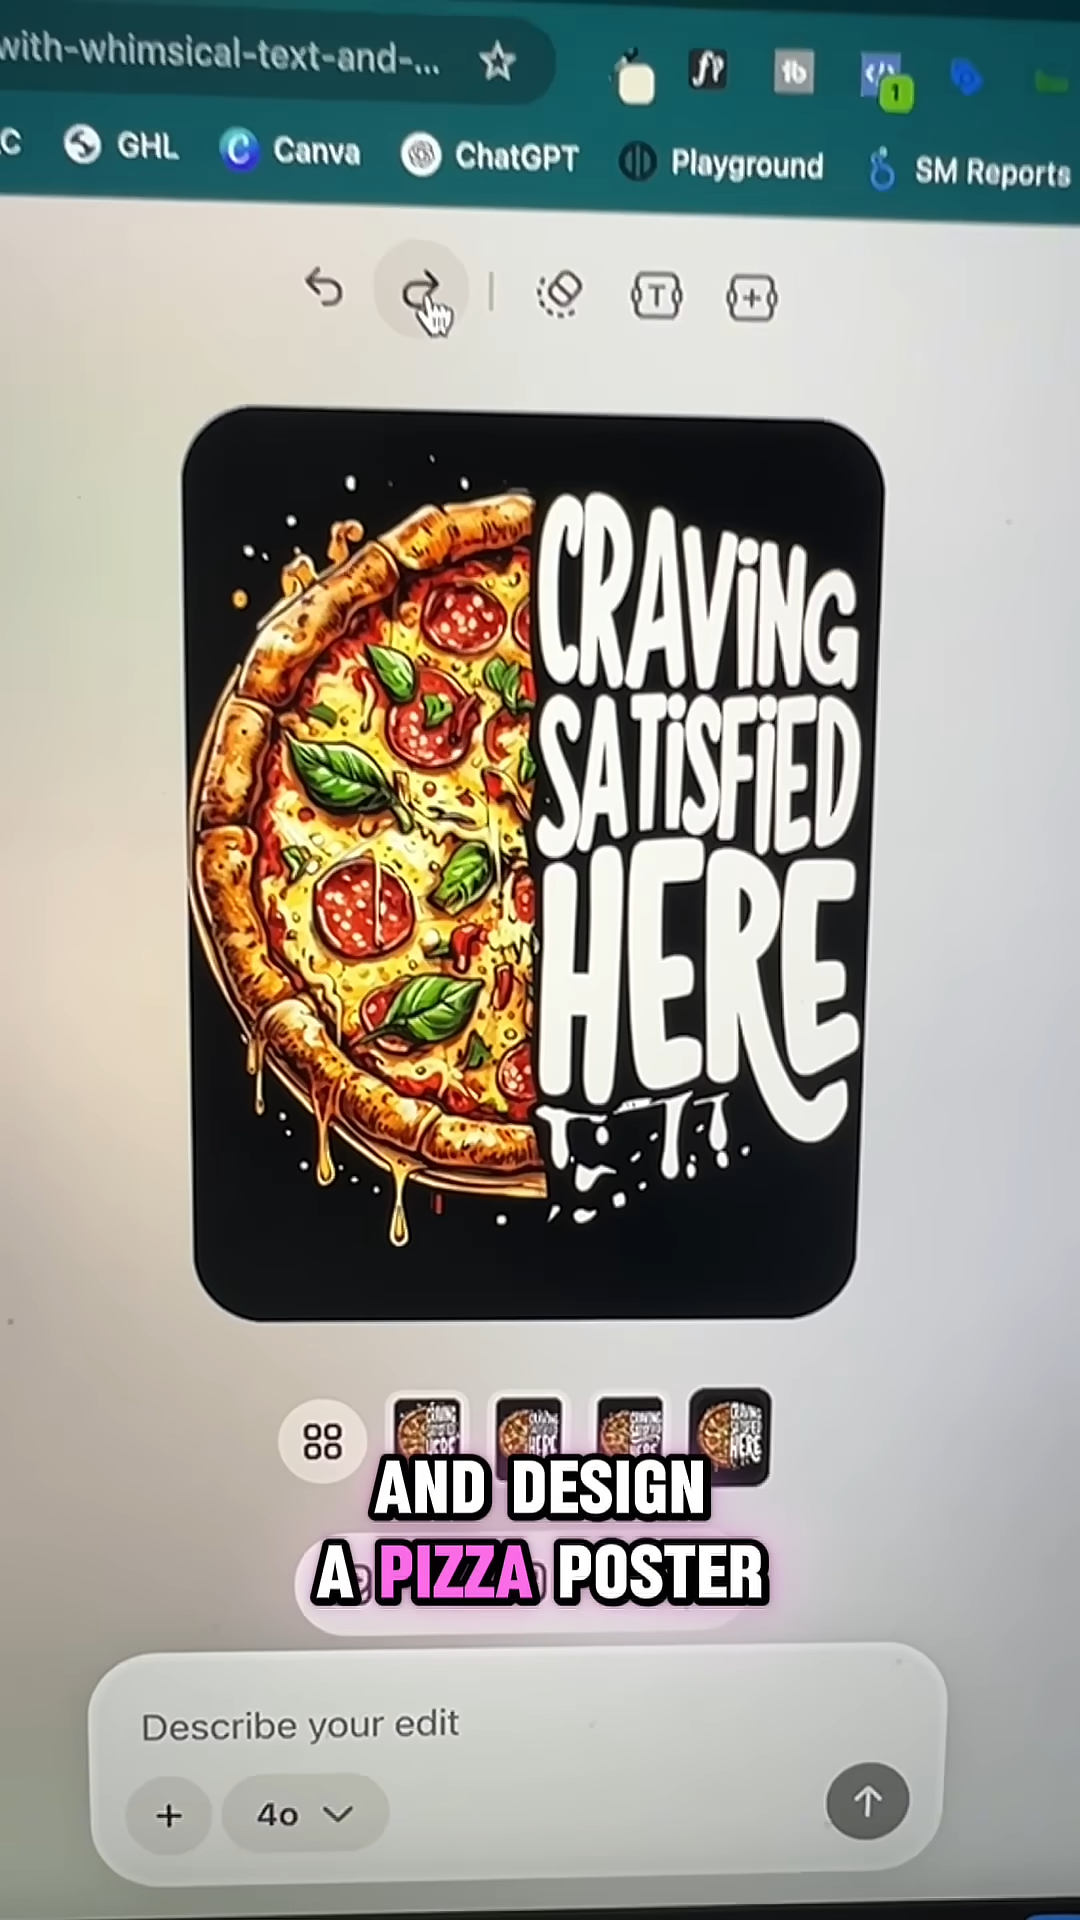 with-whimsical-text-and-...
1
C
GHL
Canva
ChatGPT
Playground
SM Reports
T
CRAVING
SATISFIED
HERE
AND DESIGN
A PIZZA POSTER
Describe your edit
4o